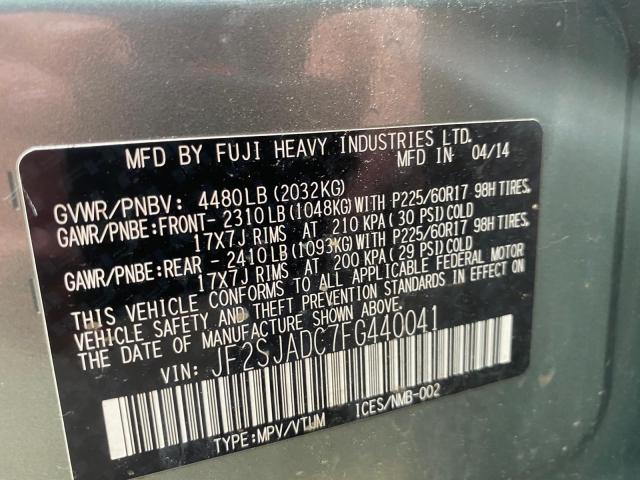 MFD BY FUJI HEAVY INDUSTRIES LTD.
MFD IN 04/14
GVWR/PNBV: 4480LB(2032KG)
GAWR/PNBE:FRONT- 2310LB(1048KG)WITH P225/60R17 98H TIRES,
17X7J RIMS AT 210 KPA(30 PSI)COLD
GAWR/PNBE:REAR - 2410LB(1093KG)WITH P225/60R17 98H TIRES,
17X7J RIMS AT 200 KPA(29 PSI)COLD
THIS VEHICLE CONFORMS TO ALL APPLICABLE FEDERAL MOTOR
VEHICLE SAFETY AND THEFT PREVENTION STANDARDS IN EFFECT ON
THE DATE OF MANUFACTURE SHOWN ABOVE.
VIN: JF2SJADC7FG440041
TYPE:MPV/VTUM ICES/NMB-002